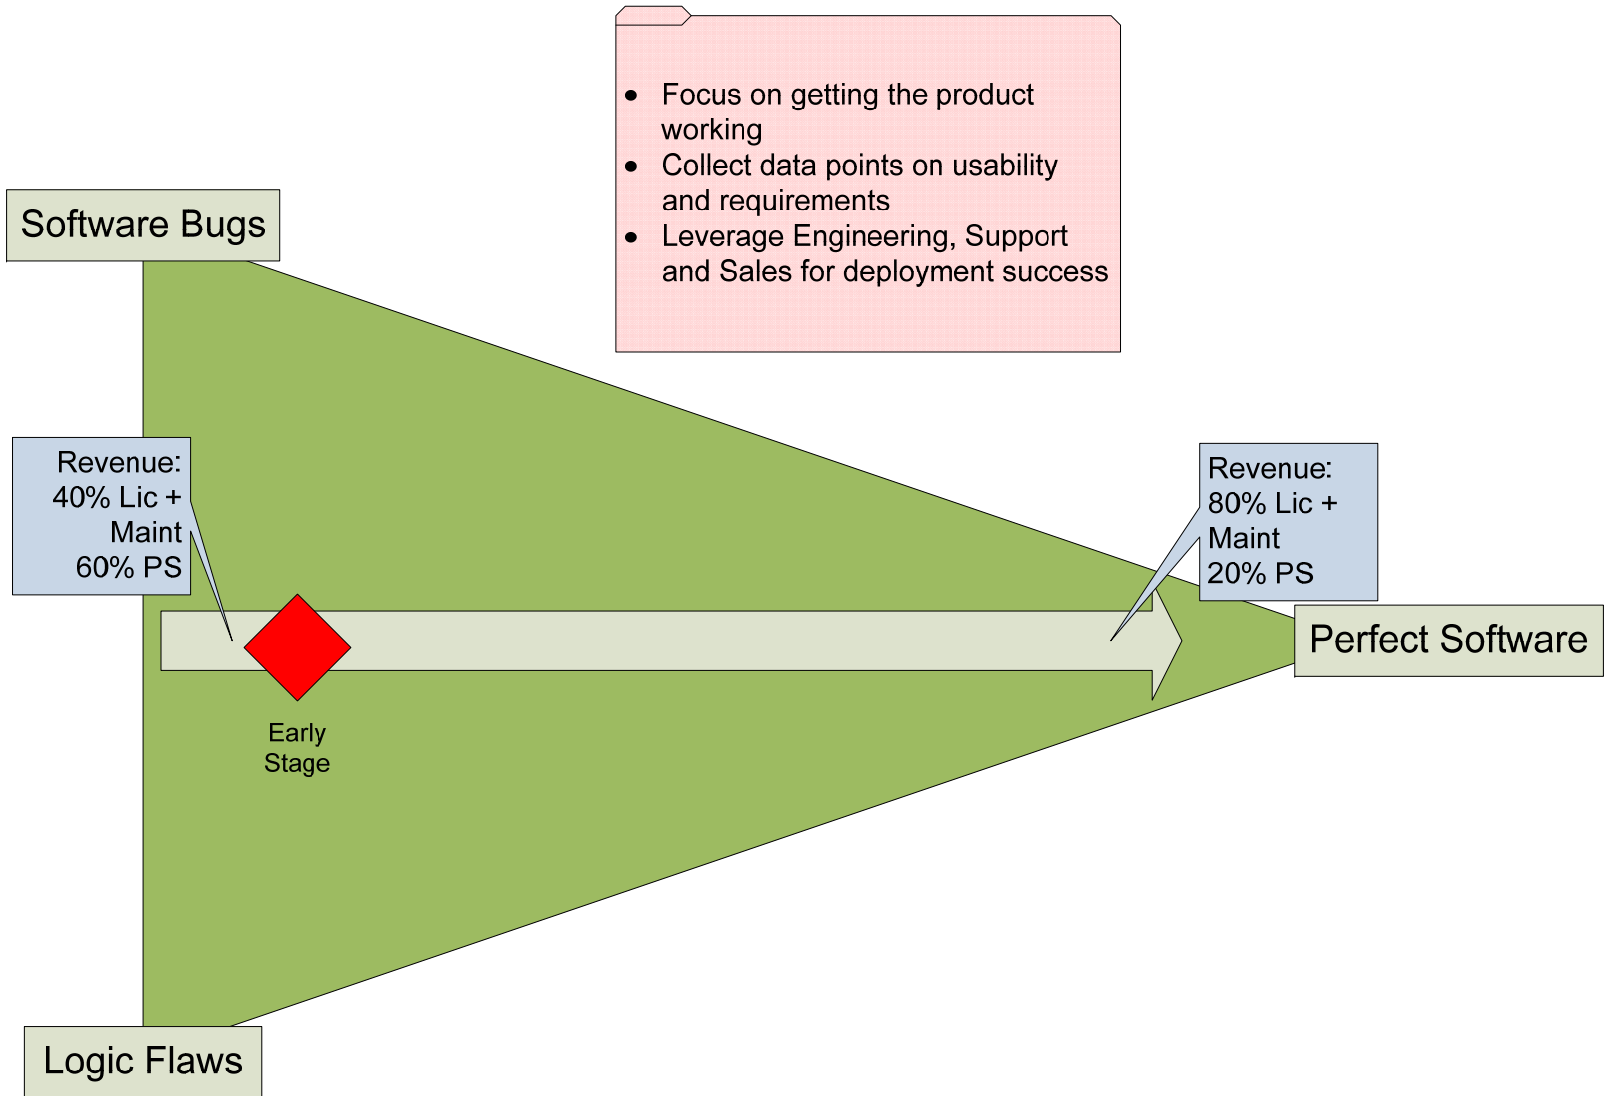 ● Focus on getting the product
working
● Collect data points on usability
and requirements
● Leverage Engineering, Support
and Sales for deployment success
Software Bugs
Revenue:
40% Lic +
Maint
60% PS
Revenue:
80% Lic +
Maint
20% PS
Perfect Software
Early
Stage
Logic Flaws